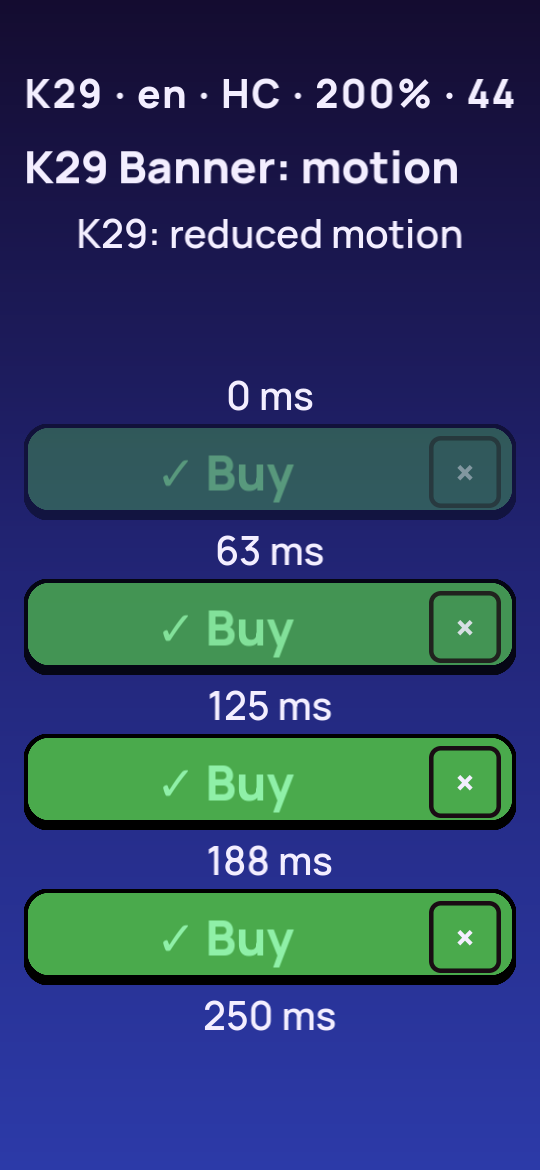 K29 · en · HC · 200% · 44
K29 Banner: motion
K29: reduced motion
0 ms
✓ Buy ×
63 ms
✓ Buy ×
125 ms
✓ Buy ×
188 ms
✓ Buy ×
250 ms